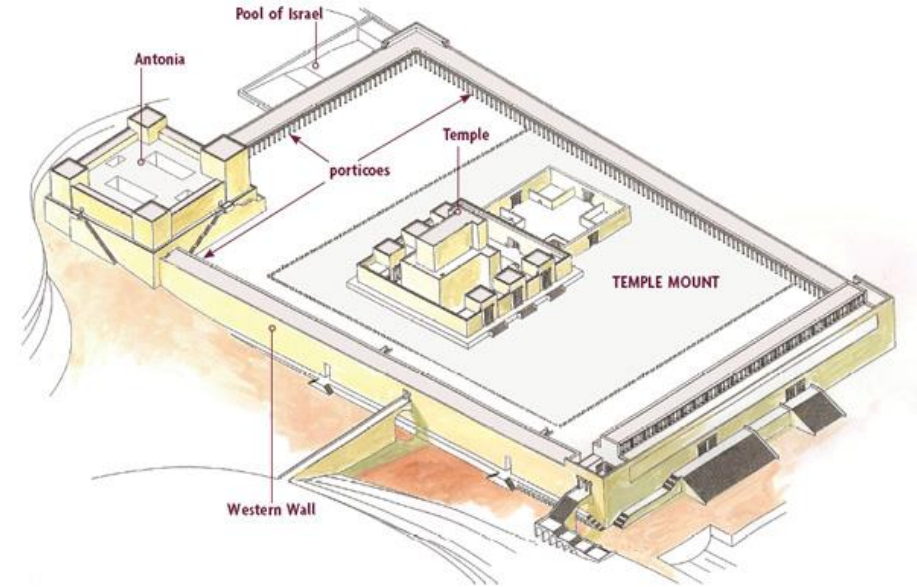 Pool of Israel
Antonia
Temple
porticoes
TEMPLE MOUNT
Western Wall